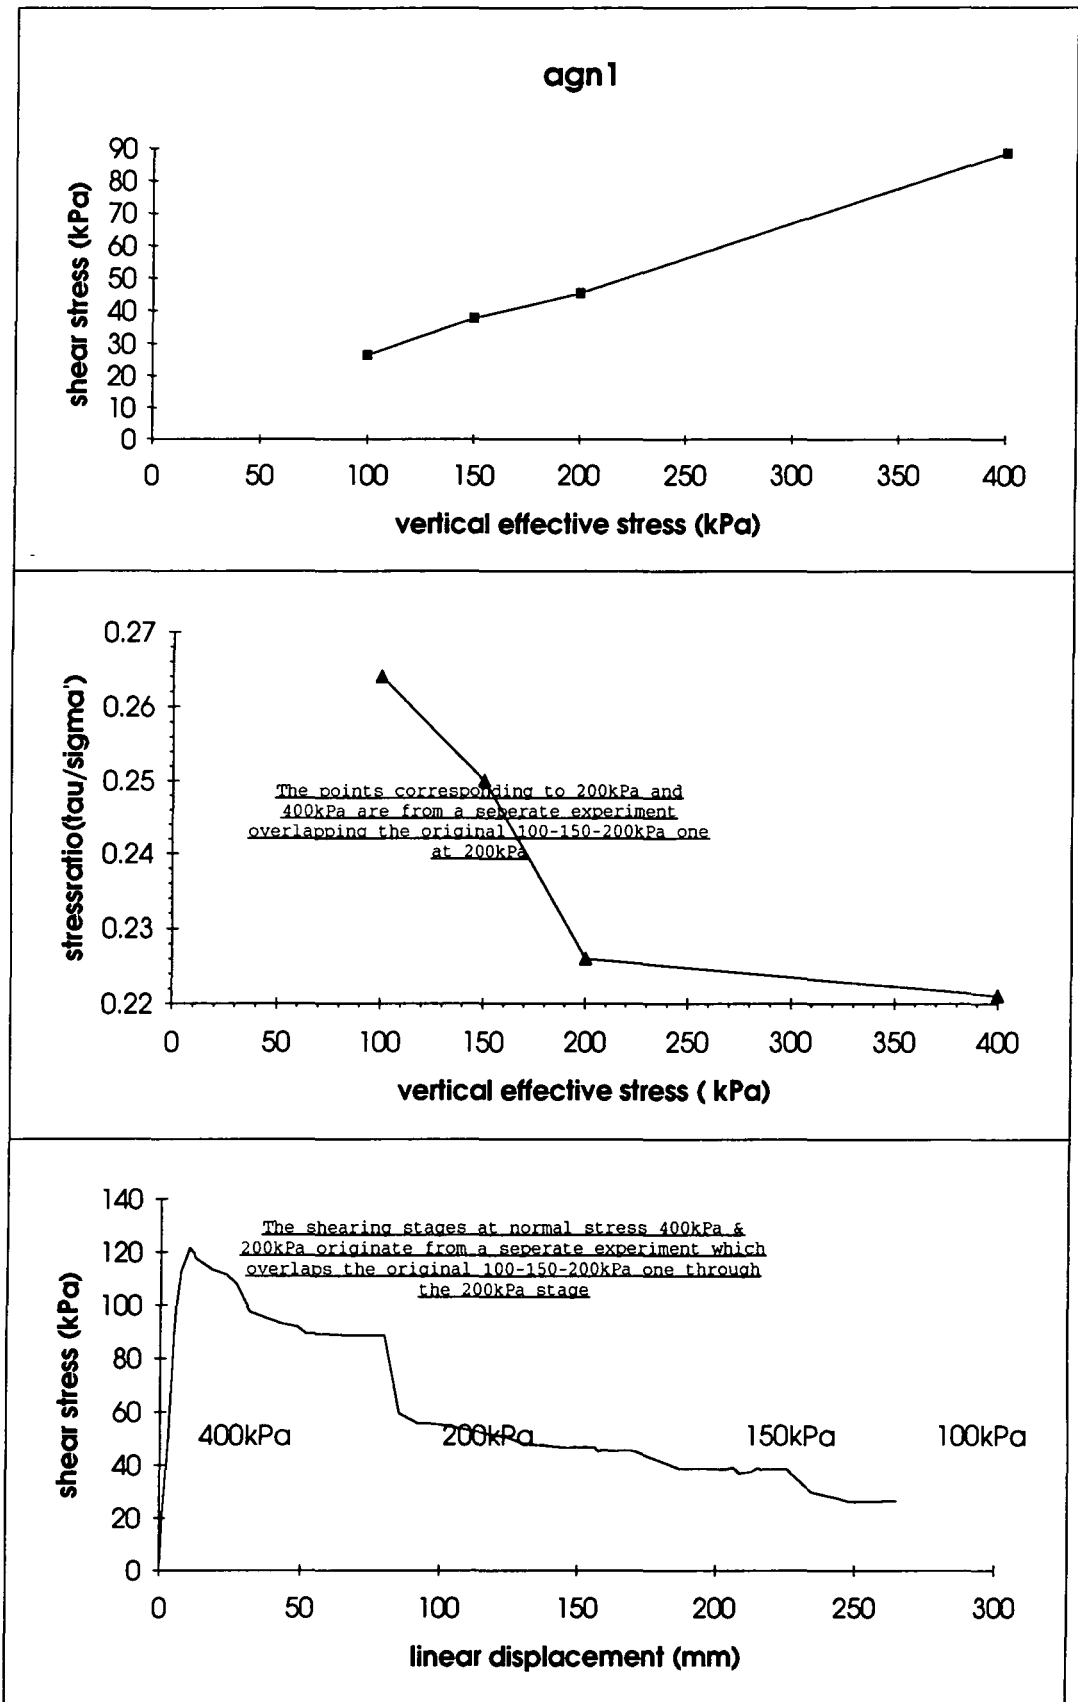 agn1
90
80
70
60
50
40
30
20
10
0
shear stress (kPa)
0 50 100 150 200 250 300 350 400
vertical effective stress (kPa)
0.27
0.26
0.25
0.24
0.23
0.22
stressratio(tau/sigma')
The points corresponding to 200kPa and
400kPa are from a seperate experiment
overlapping the original 100-150-200kPa one
at 200kPa
0 50 100 150 200 250 300 350 400
vertical effective stress ( kPa)
140
120
100
80
60
40
20
0
shear stress (kPa)
The shearing stages at normal stress 400kPa &
200kPa originate from a seperate experiment which
overlaps the original 100-150-200kPa one through
the 200kPa stage
400kPa 200kPa 150kPa 100kPa
0 50 100 150 200 250 300
linear displacement (mm)